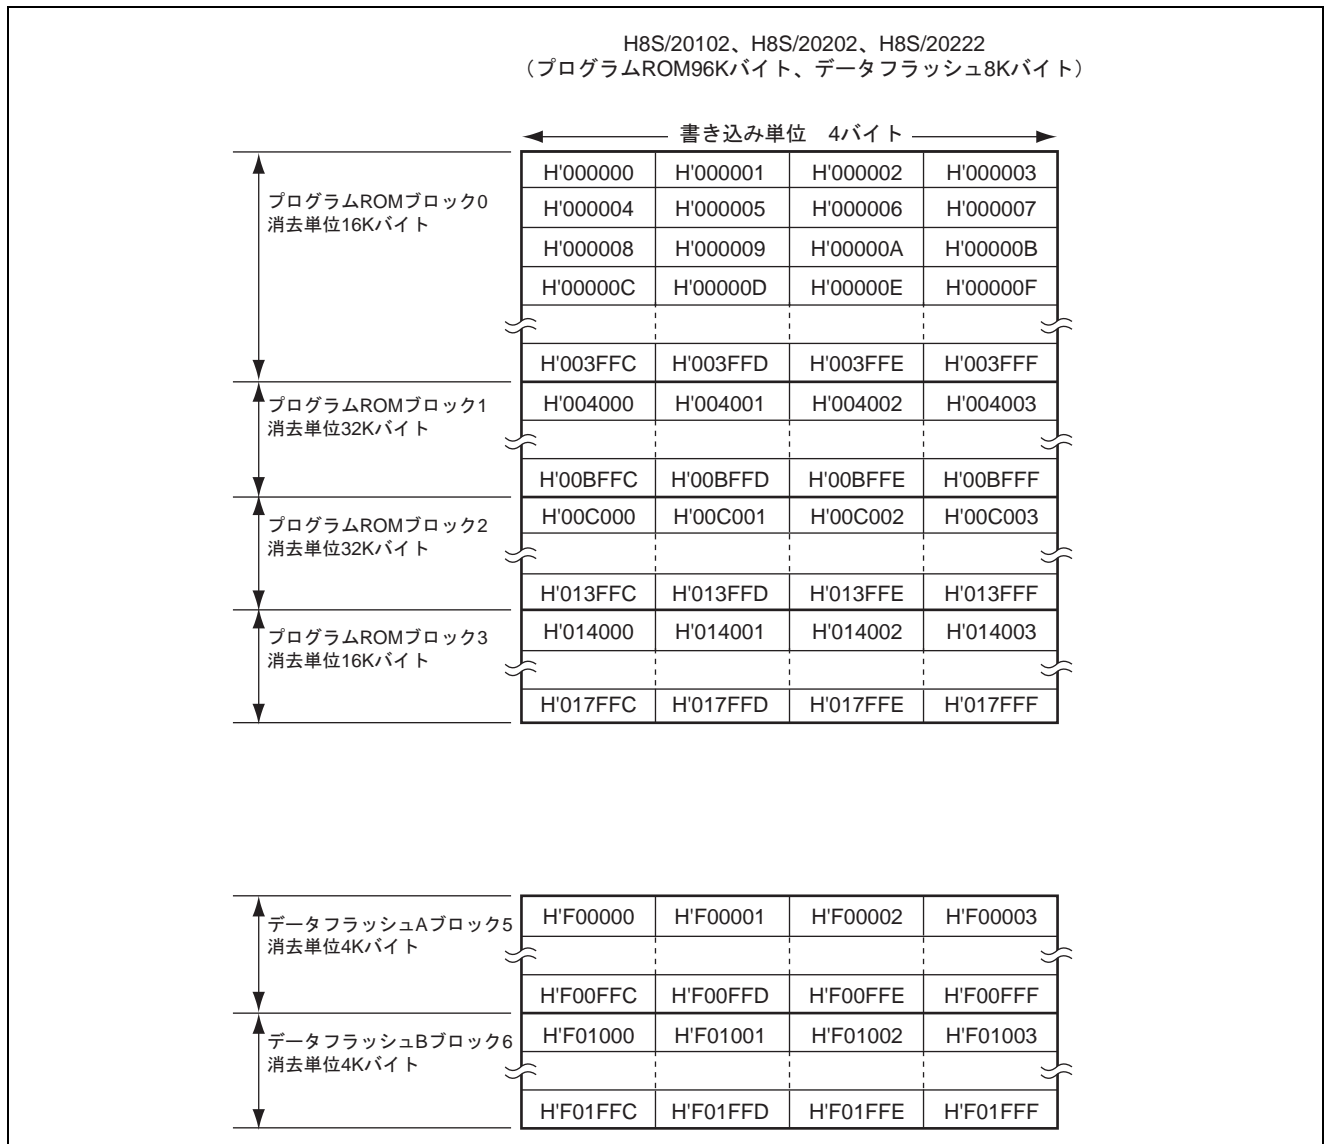 H8S/20102、H8S/20202、H8S/20222
（プログラムROM96Kバイト、データフラッシュ8Kバイト）
書き込み単位　4バイト
プログラムROMブロック0
消去単位16Kバイト
H'000000 H'000001 H'000002 H'000003
H'000004 H'000005 H'000006 H'000007
H'000008 H'000009 H'00000A H'00000B
H'00000C H'00000D H'00000E H'00000F
H'003FFC H'003FFD H'003FFE H'003FFF
プログラムROMブロック1
消去単位32Kバイト
H'004000 H'004001 H'004002 H'004003
H'00BFFC H'00BFFD H'00BFFE H'00BFFF
プログラムROMブロック2
消去単位32Kバイト
H'00C000 H'00C001 H'00C002 H'00C003
H'013FFC H'013FFD H'013FFE H'013FFF
プログラムROMブロック3
消去単位16Kバイト
H'014000 H'014001 H'014002 H'014003
H'017FFC H'017FFD H'017FFE H'017FFF
データフラッシュAブロック5
消去単位4Kバイト
H'F00000 H'F00001 H'F00002 H'F00003
H'F00FFC H'F00FFD H'F00FFE H'F00FFF
データフラッシュBブロック6
消去単位4Kバイト
H'F01000 H'F01001 H'F01002 H'F01003
H'F01FFC H'F01FFD H'F01FFE H'F01FFF